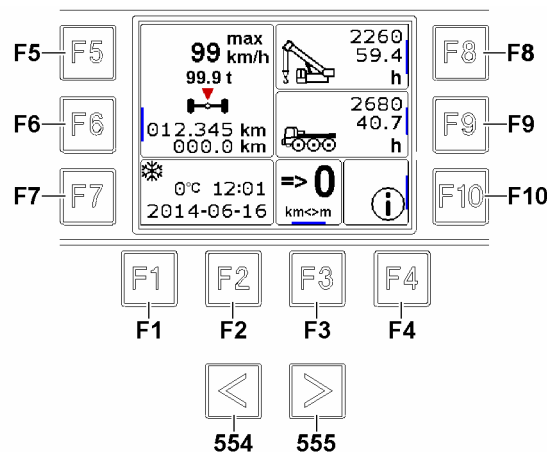 F5 F5
max
99 km/h
99.9 t
2260
59.4
h
F8 F8
F6 F6
012.345 km
000.0 km
2680
40.7
h
F9 F9
F7 F7
0°C 12:01
2014-06-16
=> 0
km<>m
i
F10 F10
F1 F2 F3 F4
F1 F2 F3 F4
< >
554 555